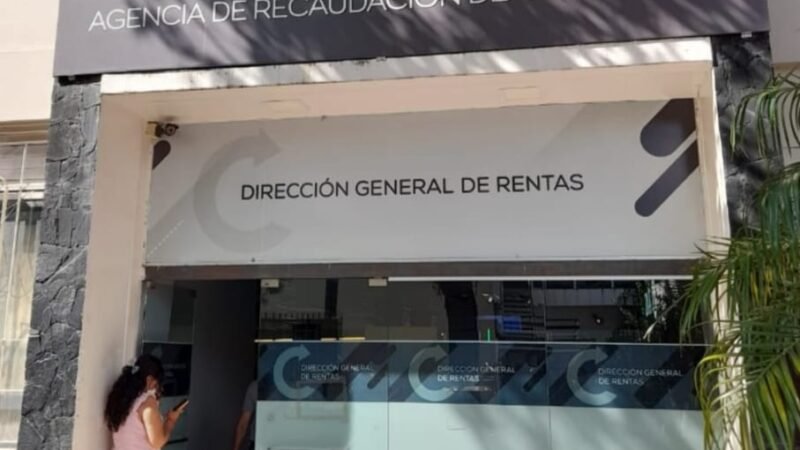 AGENCIA DE RECAUDACIÓN DE
DIRECCIÓN GENERAL DE RENTAS
DIRECCIÓN GENERAL
DE RENTAS
DIRECCIÓN GENERAL
DE RENTAS
DIRECCIÓN GENERAL
DE RENTAS